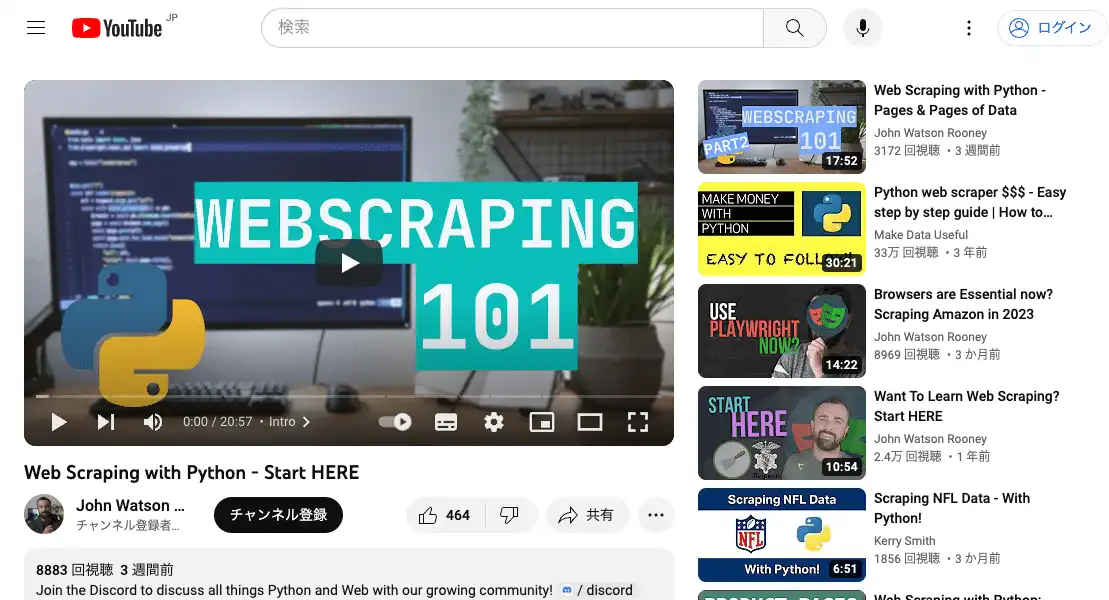 YouTube JP
検索
ログイン
WEBSCRAPING
101
0:00 / 20:57 • Intro
Web Scraping with Python - Start HERE
John Watson ...
チャンネル登録者...
チャンネル登録
464
共有
8883 回視聴 3 週間前
Join the Discord to discuss all things Python and Web with our growing community! / discord
WEBSCRAPING
101
PART2
17:52
Web Scraping with Python -
Pages & Pages of Data
John Watson Rooney
3172 回視聴 • 3 週間前
MAKE MONEY
WITH
PYTHON
EASY TO FOLL
30:21
Python web scraper $$$ - Easy
step by step guide | How to...
Make Data Useful
33万 回視聴 • 3 年前
USE
PLAYWRIGHT
NOW?
14:22
Browsers are Essential now?
Scraping Amazon in 2023
John Watson Rooney
8969 回視聴 • 3 か月前
START
HERE
10:54
Want To Learn Web Scraping?
Start HERE
John Watson Rooney
2.4万 回視聴 • 1 年前
Scraping NFL Data
NFL
With Python!
6:51
Scraping NFL Data - With
Python!
Kerry Smith
1856 回視聴 • 3 か月前
Web Scraping with Python: